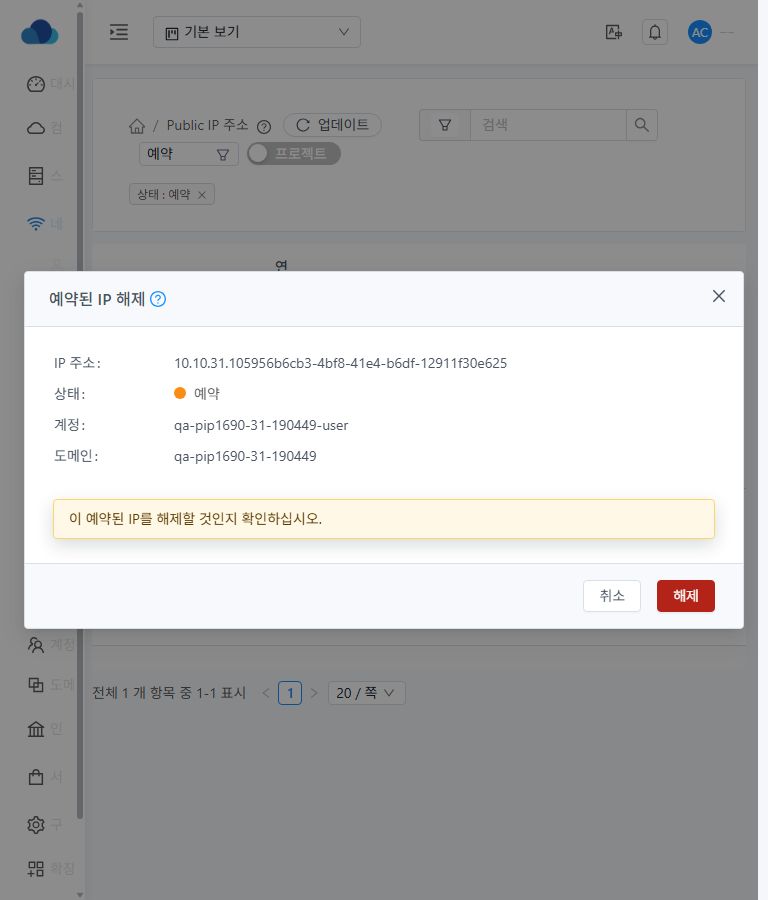 기본 보기
AC
대시
컴
스
네
Public IP 주소
업데이트
검색
예약
프로젝트
상태 : 예약
연
예약된 IP 해제
IP 주소:
10.10.31.105956b6cb3-4bf8-41e4-b6df-12911f30e625
상태:
예약
계정:
qa-pip1690-31-190449-user
도메인:
qa-pip1690-31-190449
이 예약된 IP를 해제할 것인지 확인하십시오.
취소
해제
계정
도메
인
서
구
확장
전체 1 개 항목 중 1-1 표시
1
20 / 쪽